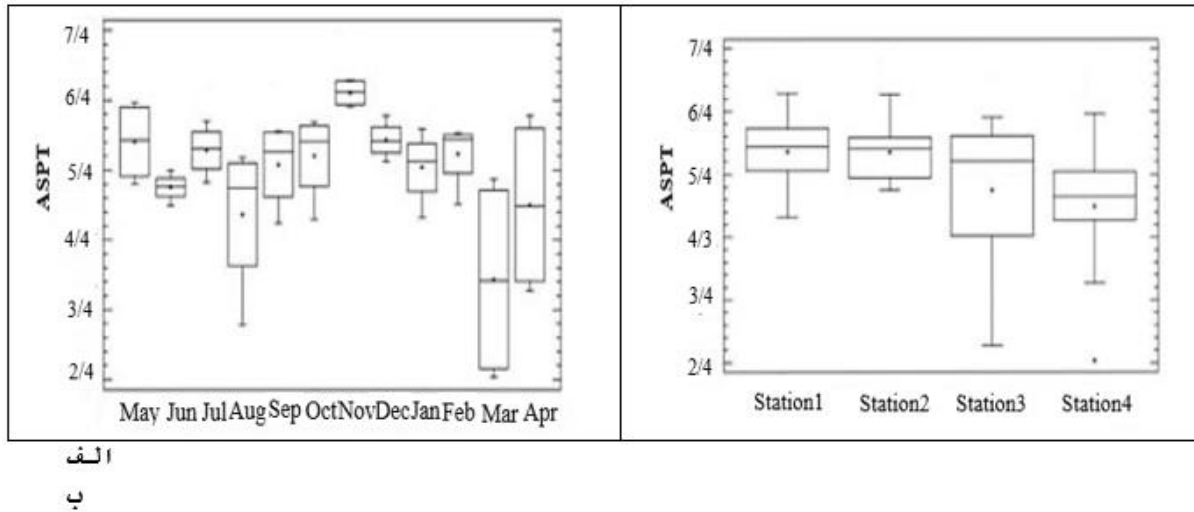 ASPT
7/4
6/4
5/4
4/4
3/4
2/4
May Jun Jul Aug Sep Oct Nov Dec Jan Feb Mar Apr
ASPT
7/4
6/4
5/4
4/3
3/4
2/4
Station1 Station2 Station3 Station4
الف
ب